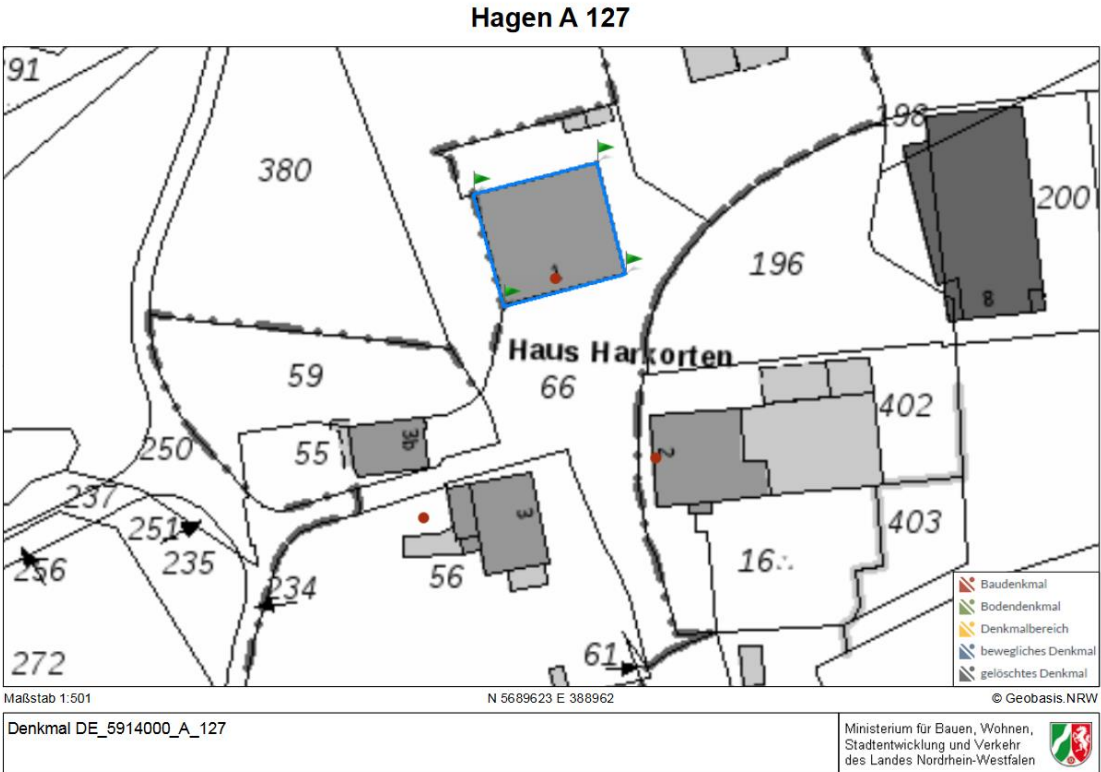 Hagen A 127
91
198
380
200
196
1
8
Haus Harkorten
59
66
402
3b
250
55
2
237
251
3
403
256
235
56
16
234
272
61
Baudenkmal
Bodendenkmal
Denkmalbereich
bewegliches Denkmal
gelöschtes Denkmal
Maßstab 1:501
N 5689623 E 388962
© Geobasis.NRW
Denkmal DE_5914000_A_127
Ministerium für Bauen, Wohnen,
Stadtentwicklung und Verkehr
des Landes Nordrhein-Westfalen